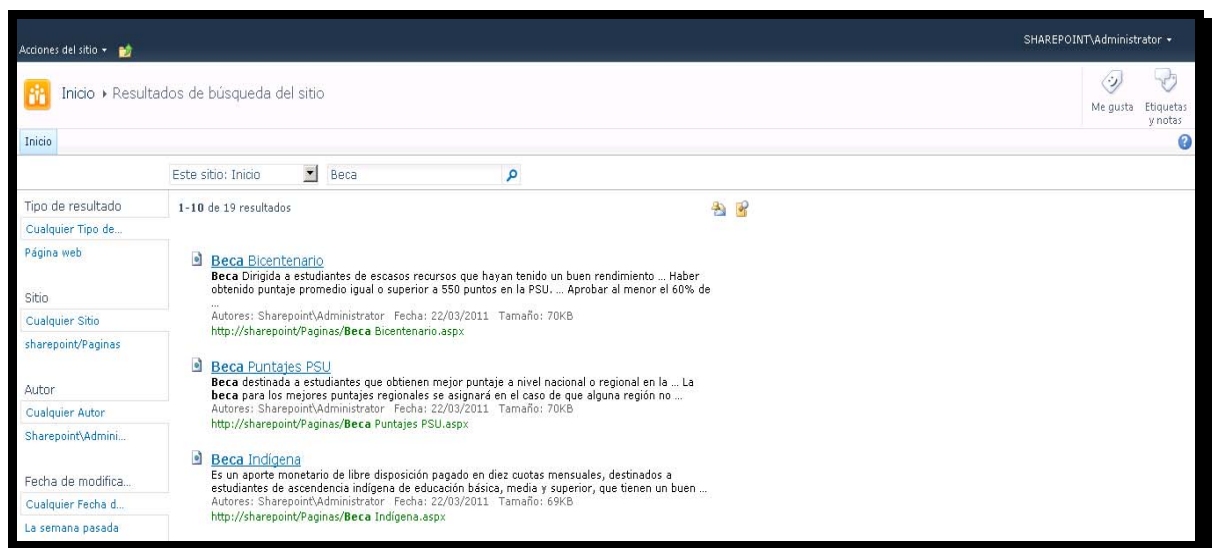 SHAREPOINT\Administrator
Acciones del sitio
Inicio ▸ Resultados de búsqueda del sitio
Me gusta
Etiquetas
y notas
Inicio
Este sitio: Inicio
Beca
Tipo de resultado
Cualquier Tipo de...
Página web
Sitio
Cualquier Sitio
sharepoint/Paginas
Autor
Cualquier Autor
Sharepoint\Admini...
Fecha de modifica...
Cualquier Fecha d...
La semana pasada
1-10 de 19 resultados
Beca Bicentenario
Beca Dirigida a estudiantes de escasos recursos que hayan tenido un buen rendimiento ... Haber
obtenido puntaje promedio igual o superior a 550 puntos en la PSU. ... Aprobar al menor el 60% de
...
Autores: Sharepoint\Administrator Fecha: 22/03/2011 Tamaño: 70KB
http://sharepoint/Paginas/Beca Bicentenario.aspx
Beca Puntajes PSU
Beca destinada a estudiantes que obtienen mejor puntaje a nivel nacional o regional en la ... La
beca para los mejores puntajes regionales se asignará en el caso de que alguna región no ...
Autores: Sharepoint\Administrator Fecha: 22/03/2011 Tamaño: 70KB
http://sharepoint/Paginas/Beca Puntajes PSU.aspx
Beca Indígena
Es un aporte monetario de libre disposición pagado en diez cuotas mensuales, destinados a
estudiantes de ascendencia indígena de educación básica, media y superior, que tienen un buen ...
Autores: Sharepoint\Administrator Fecha: 22/03/2011 Tamaño: 69KB
http://sharepoint/Paginas/Beca Indígena.aspx